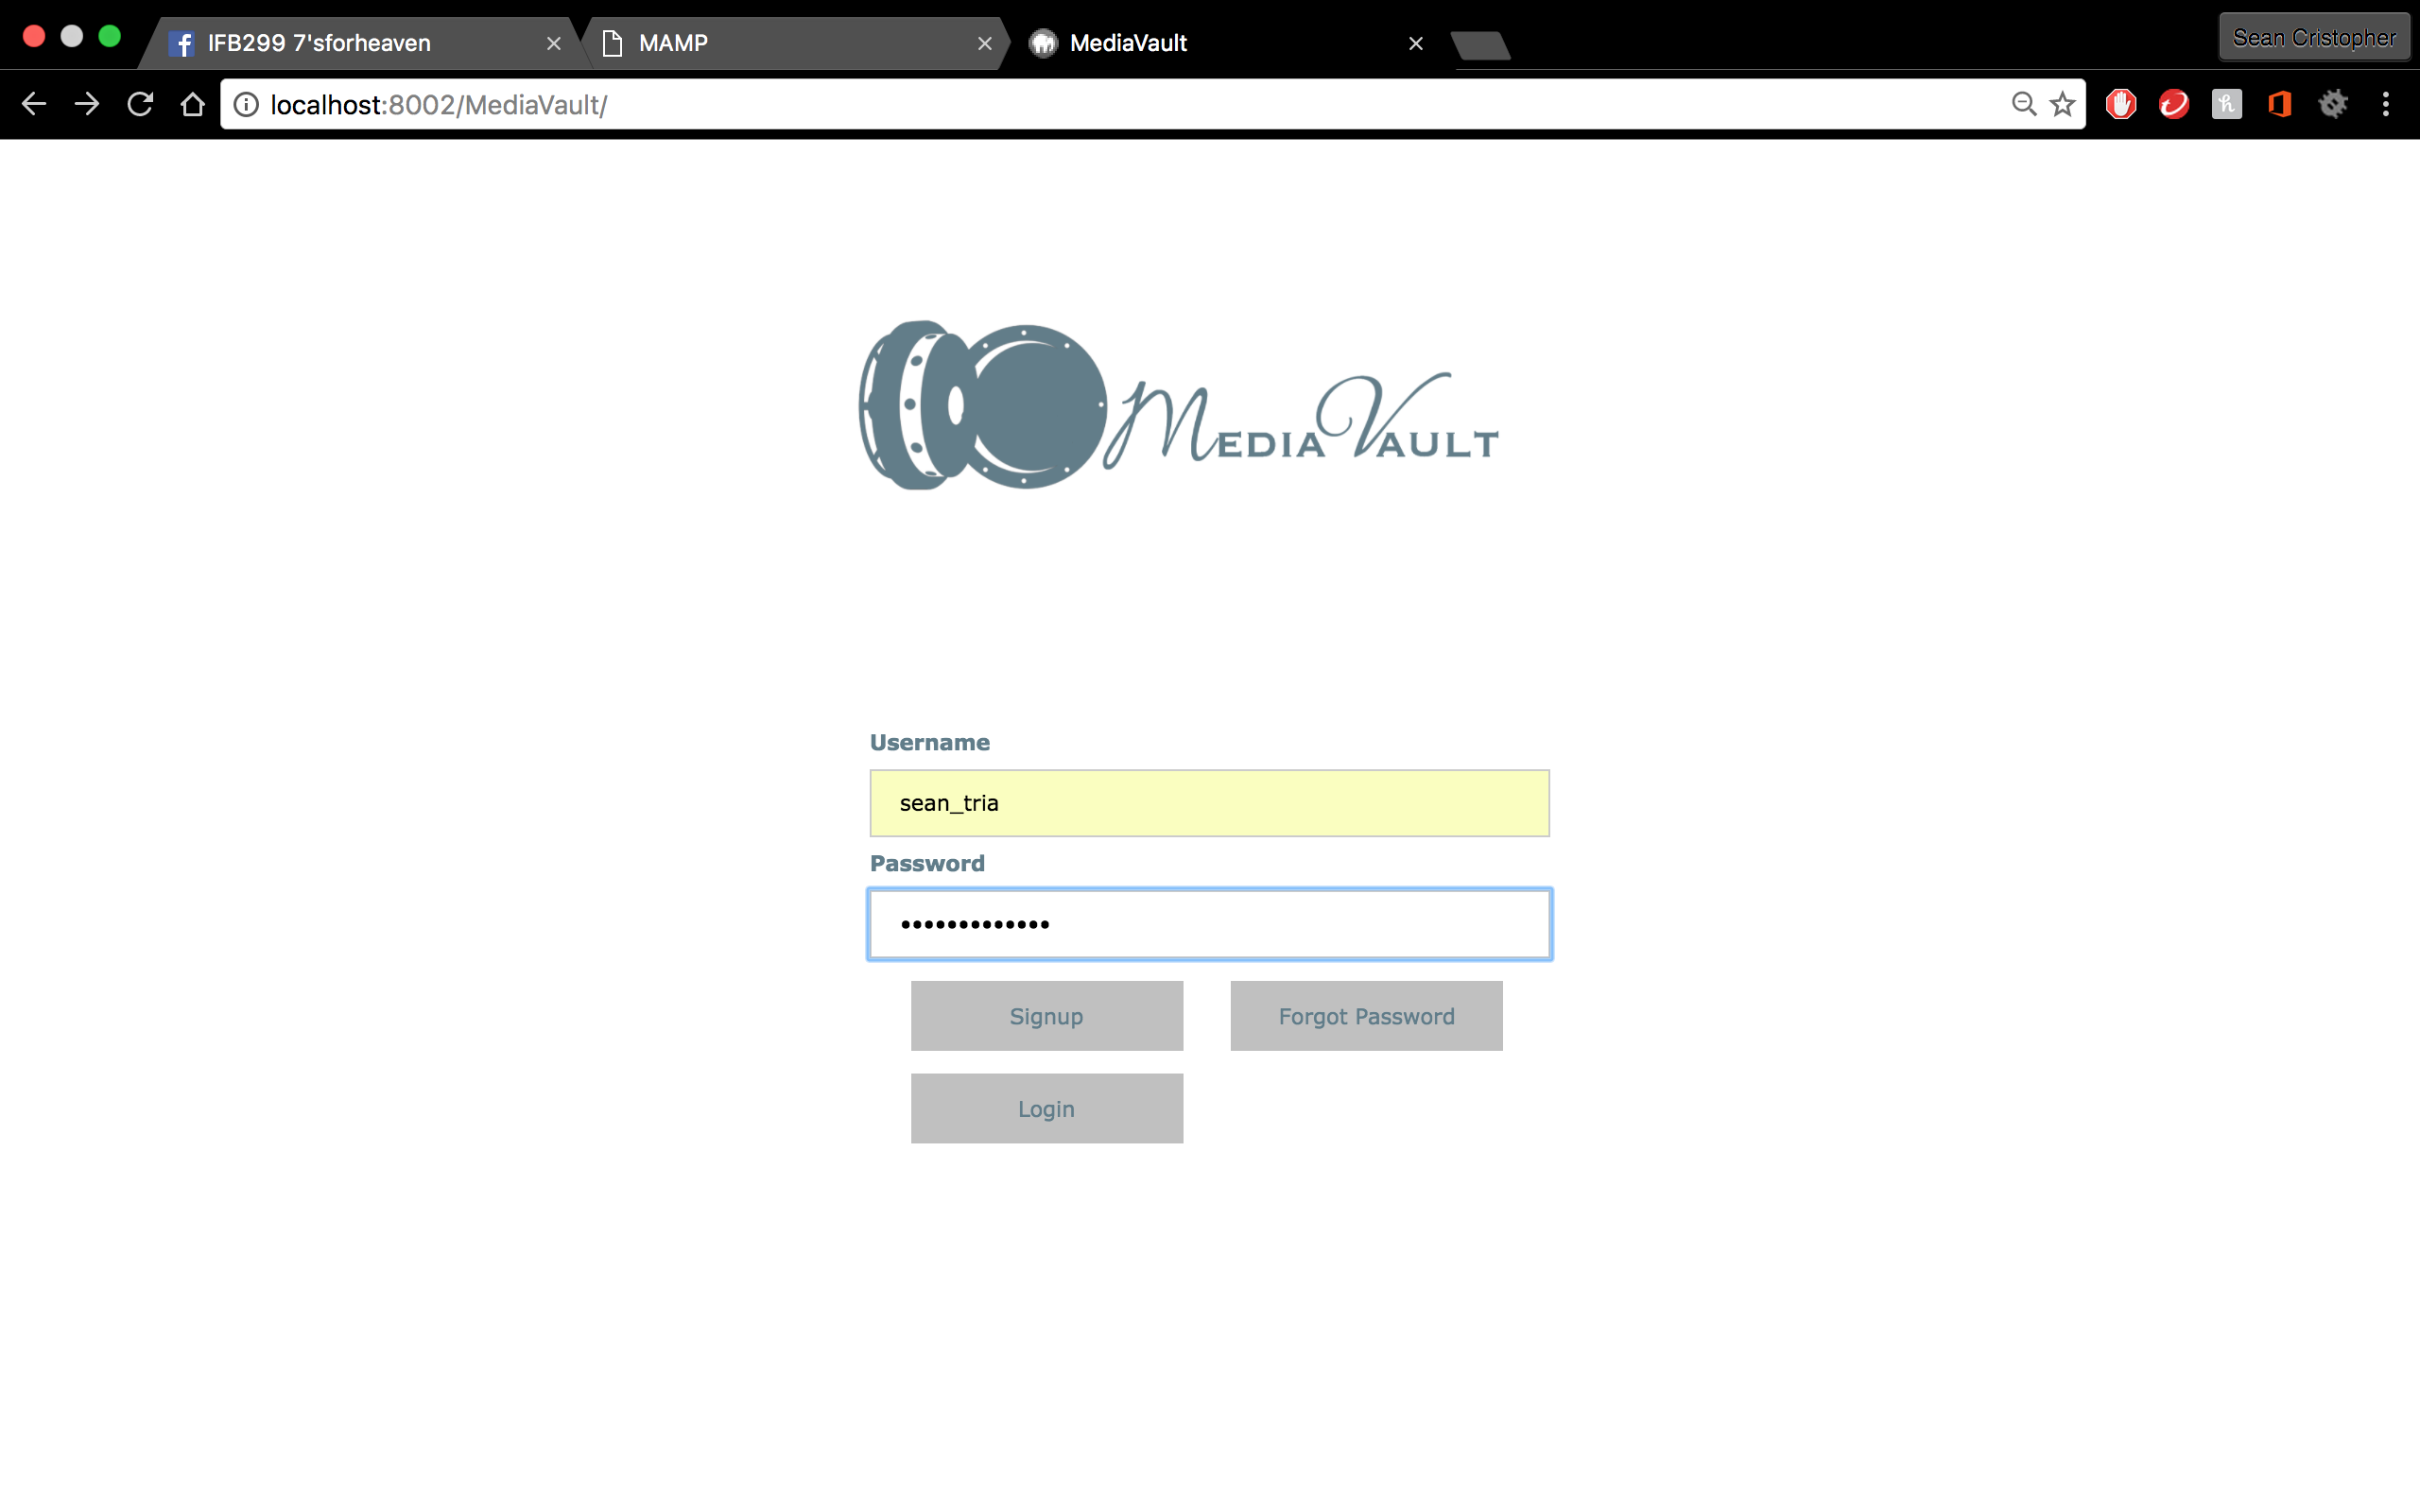 IFB299 7'sforheaven
MAMP
MediaVault
Sean Cristopher
localhost:8002/MediaVault/
MEDIAVAULT
Username
sean_tria
Password
•••••••••••••
Signup
Forgot Password
Login